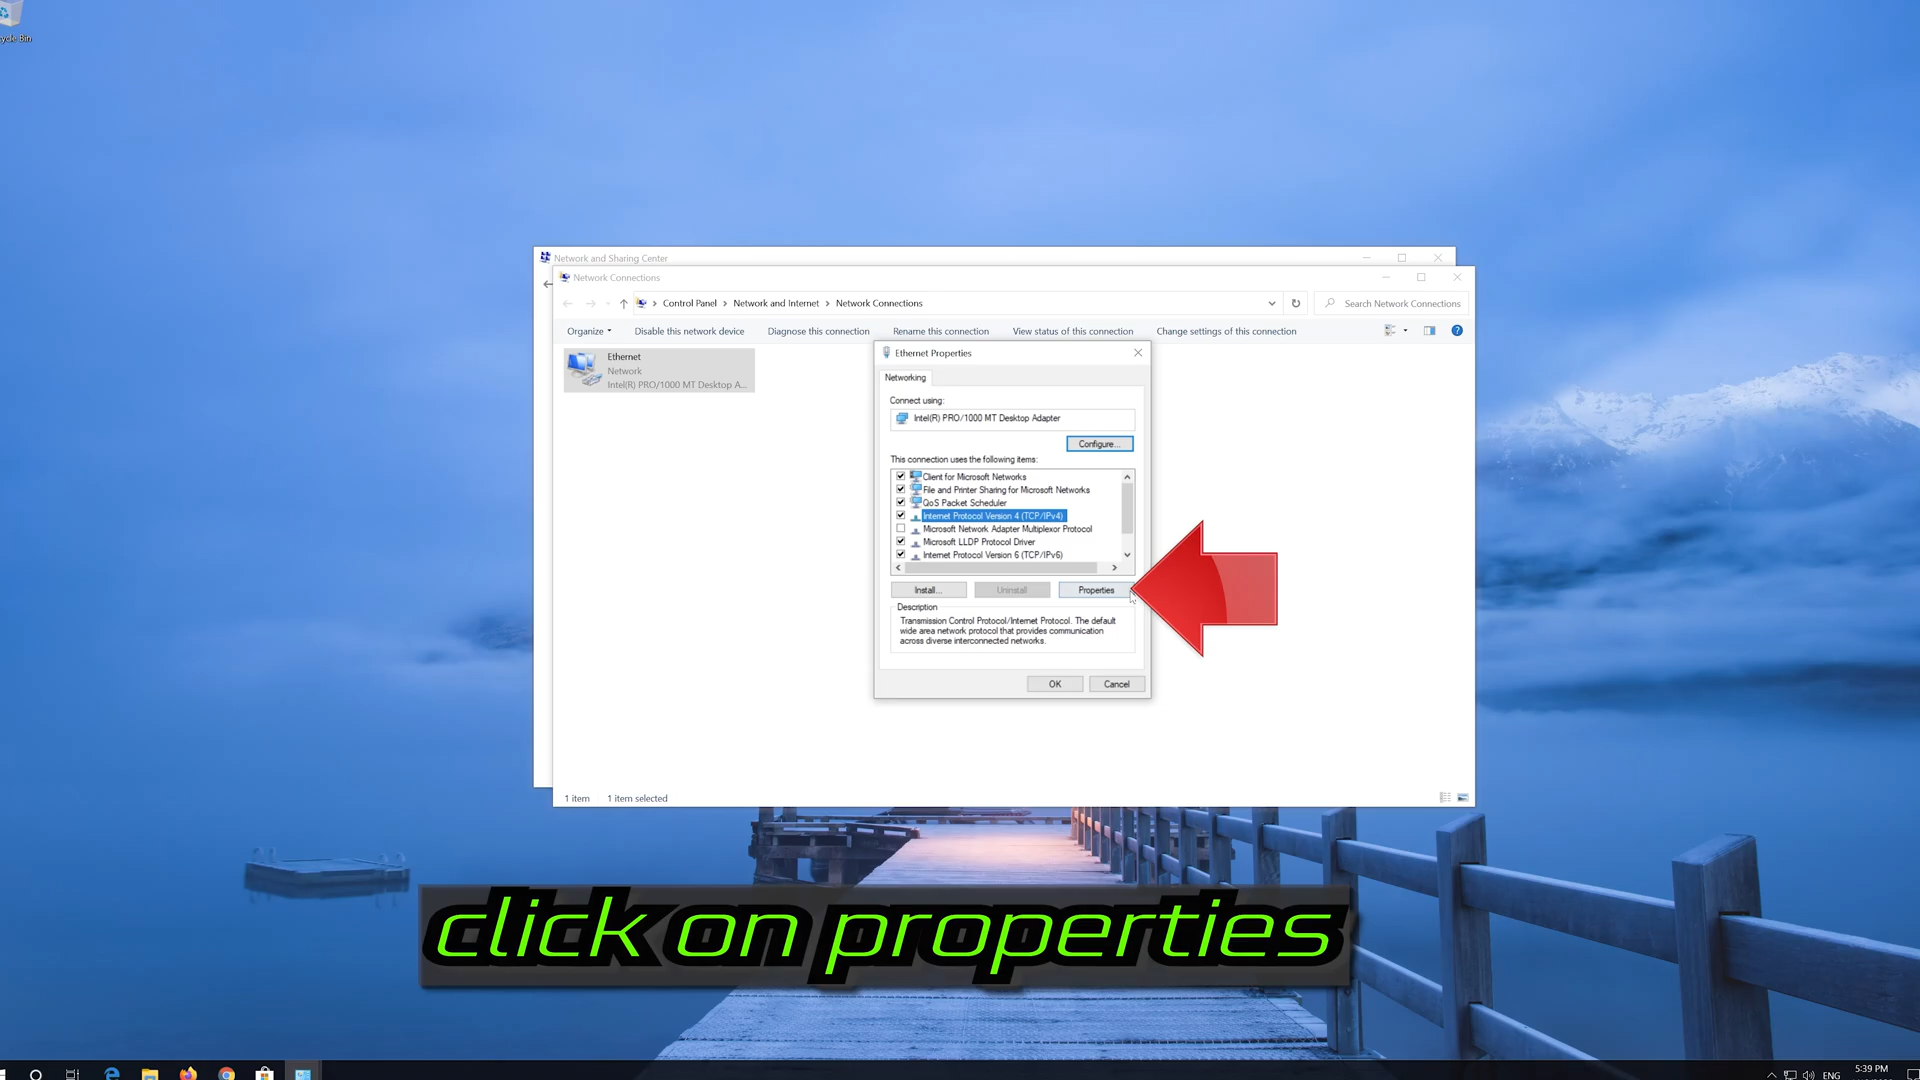 Network and Sharing Center
Network Connections
Control Panel › Network and Internet › Network Connections
Search Network Connections
Organize
Disable this network device
Diagnose this connection
Rename this connection
View status of this connection
Change settings of this connection
Ethernet
Network
Intel(R) PRO/1000 MT Desktop A...
Ethernet Properties
Networking
Connect using:
Intel(R) PRO/1000 MT Desktop Adapter
Configure...
This connection uses the following items:
Client for Microsoft Networks
File and Printer Sharing for Microsoft Networks
QoS Packet Scheduler
Internet Protocol Version 4 (TCP/IPv4)
Microsoft Network Adapter Multiplexor Protocol
Microsoft LLDP Protocol Driver
Internet Protocol Version 6 (TCP/IPv6)
Install...
Uninstall
Properties
Description
Transmission Control Protocol/Internet Protocol. The default
wide area network protocol that provides communication
across diverse interconnected networks.
OK
Cancel
1 item
1 item selected
click on properties
ENG
5:39 PM